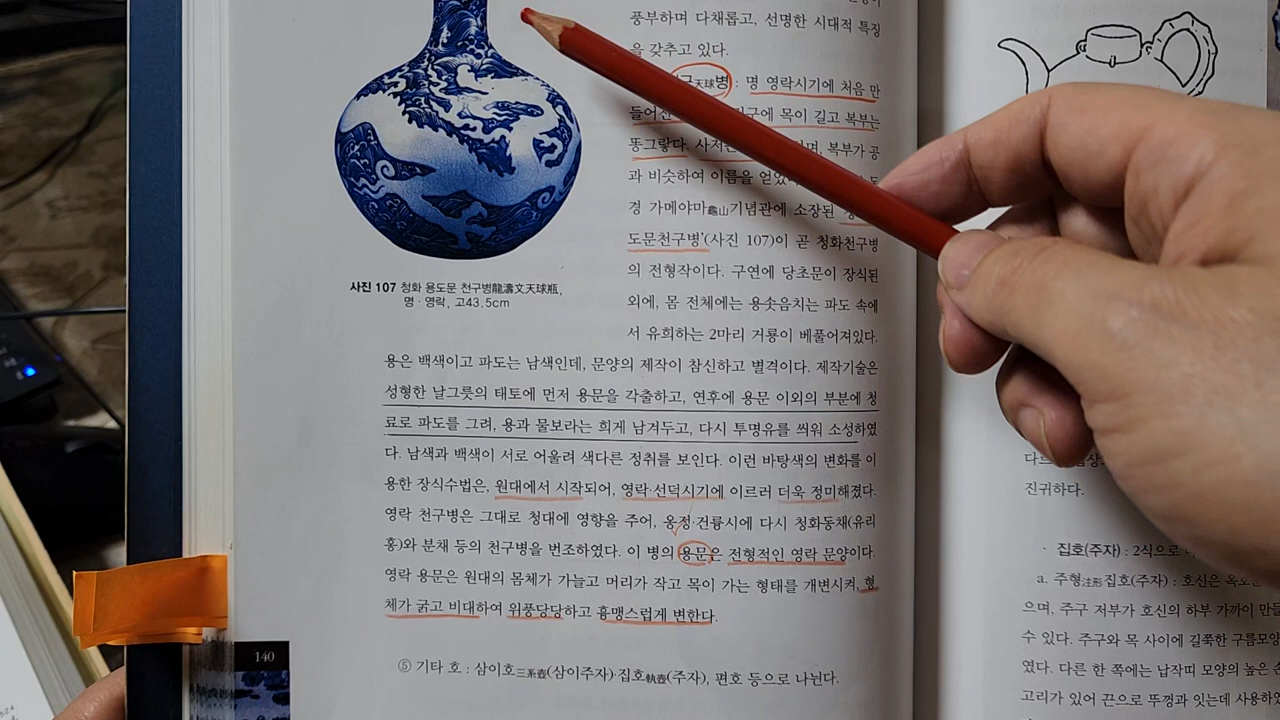 풍부하며 다채롭고, 선명한 시대적 특징
을 갖추고 있다.
구天球병 : 명 영락시기에 처음 만
구에 목이 길고 복부는
똥그랗다. 복부가 공
과 비슷하여 이름을
경 가메야마龜山기념관에 소장된
도문천구병'(사진 107)이 곧 청화천구병
의 전형작이다. 구연에 당초문이 장식된
외에, 몸 전체에는 용솟음치는 파도 속에
서 유희하는 2마리 거룡이 베풀어져있다.
사진 107 청화 용도문 천구병龍濤文天球甁,
명·영락, 고43.5cm
용은 백색이고 파도는 남색인데, 문양의 제작이 참신하고 별격이다. 제작기술은
성형한 날그릇의 태토에 먼저 용문을 각출하고, 연후에 용문 이외의 부분에 청
료로 파도를 그려, 용과 물보라는 희게 남겨두고, 다시 투명유를 씌워 소성하였
다. 남색과 백색이 서로 어울려 색다른 정취를 보인다. 이런 바탕색의 변화를 이
용한 장식수법은, 원대에서 시작되어, 영락·선덕시기에 이르러 더욱 정미해졌다.
영락 천구병은 그대로 청대에 영향을 주어, 옹정·건륭시에 다시 청화동채(유리
홍)와 분채 등의 천구병을 번조하였다. 이 병의 용문은 전형적인 영락 문양이다.
영락 용문은 원대의 몸체가 가늘고 머리가 작고 목이 가는 형태를 개변시켜, 형
체가 굵고 비대하여 위풍당당하고 흉맹스럽게 변한다.
⑤ 기타 호 : 삼이호三系壺(삼이주자)·집호執壺(주자), 편호 등으로 나뉜다.
140
진귀하다.
· 집호(주자) : 2식으로
a. 주형注形집호(주자) : 호신은
으며, 주구 저부가 호신의 하부 가까이
수 있다. 주구와 목 사이에 길쭉한 구름모양
였다. 다른 한 쪽에는 납작띠 모양의 높은
고리가 있어 끈으로 뚜껑과 잇는데